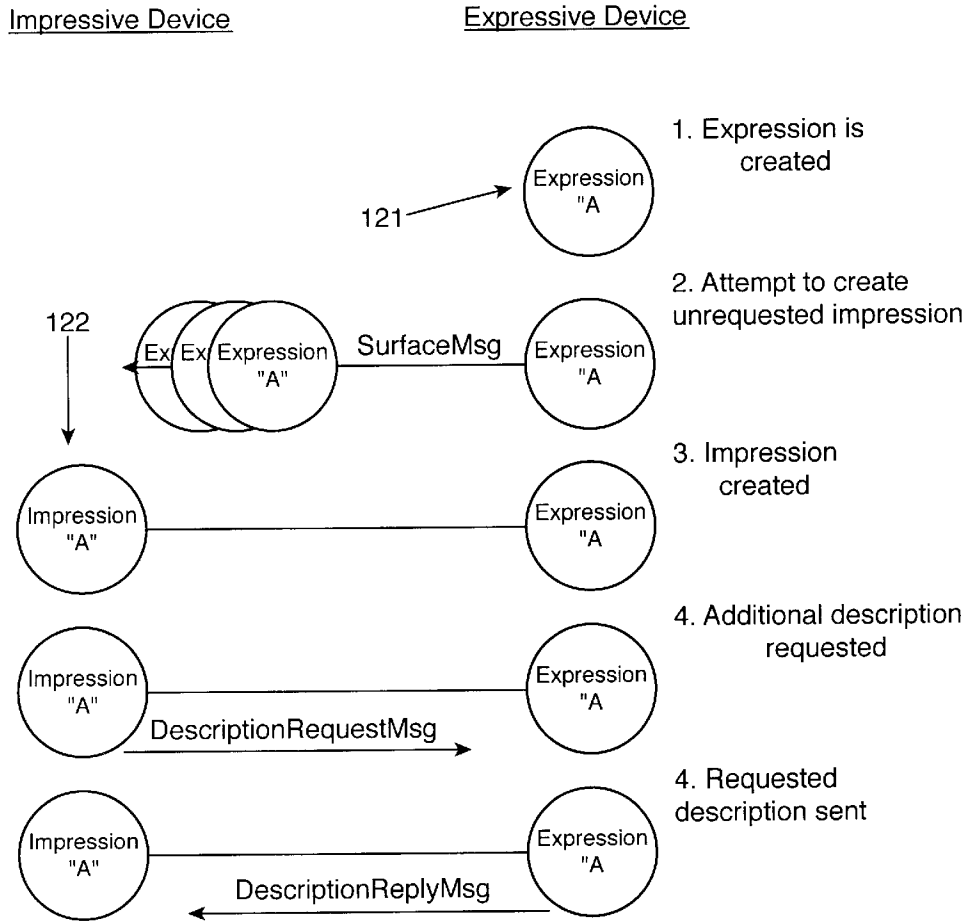 Impressive Device
Expressive Device
1. Expression is
created
Expression
"A
121
2. Attempt to create
unrequested impression
122
Ex
Ex
Expression
"A"
SurfaceMsg
Expression
"A
3. Impression
created
Impression
"A"
Expression
"A
4. Additional description
requested
Impression
"A"
Expression
"A
DescriptionRequestMsg
4. Requested
description sent
Impression
"A"
Expression
"A
DescriptionReplyMsg